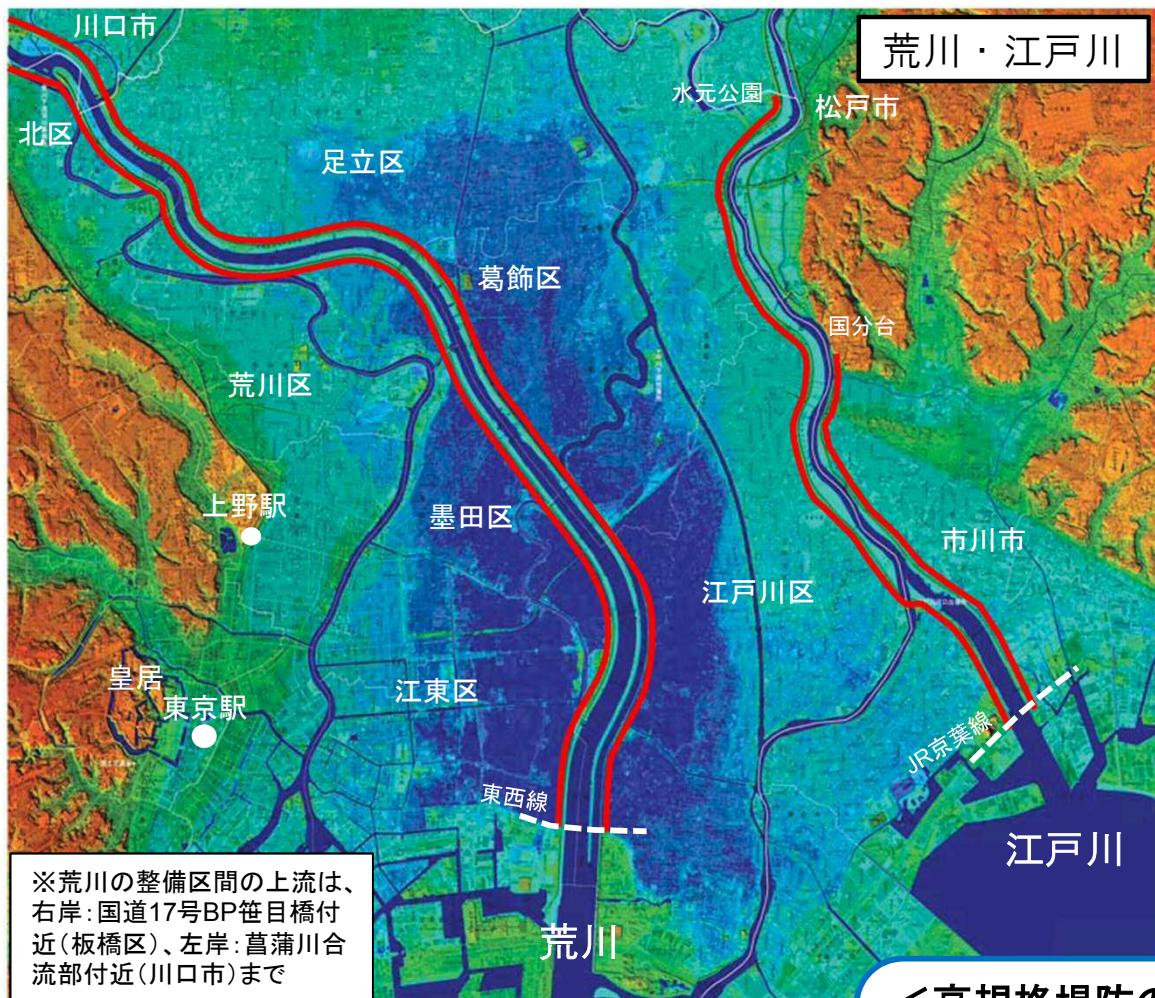 荒川・江戸川
川口市
水元公園
松戸市
北区
足立区
葛飾区
国分台
荒川区
上野駅
墨田区
市川市
江戸川区
皇居
東京駅
江東区
JR京葉線
東西線
江戸川
荒川
※荒川の整備区間の上流は、
右岸:国道17号BP笹目橋付
近(板橋区)、左岸:菖蒲川合
流部付近(川口市)まで